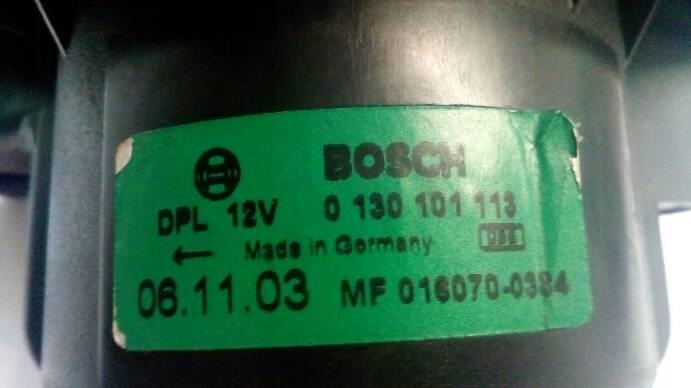 BOSCH
DPL 12V 0 130 101 113
← Made in Germany
06.11.03 MF 016070-0384